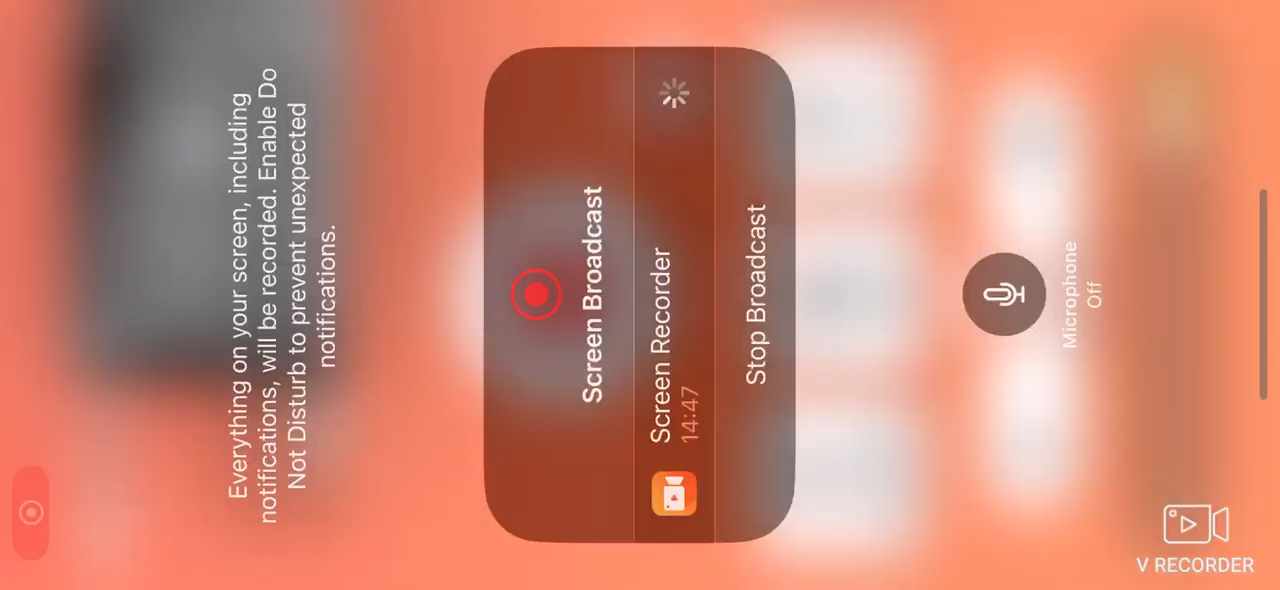 Everything on your screen, including
notifications, will be recorded. Enable Do
Not Disturb to prevent unexpected
notifications.
Screen Broadcast
Screen Recorder
14:47
Stop Broadcast
Microphone
Off
V RECORDER